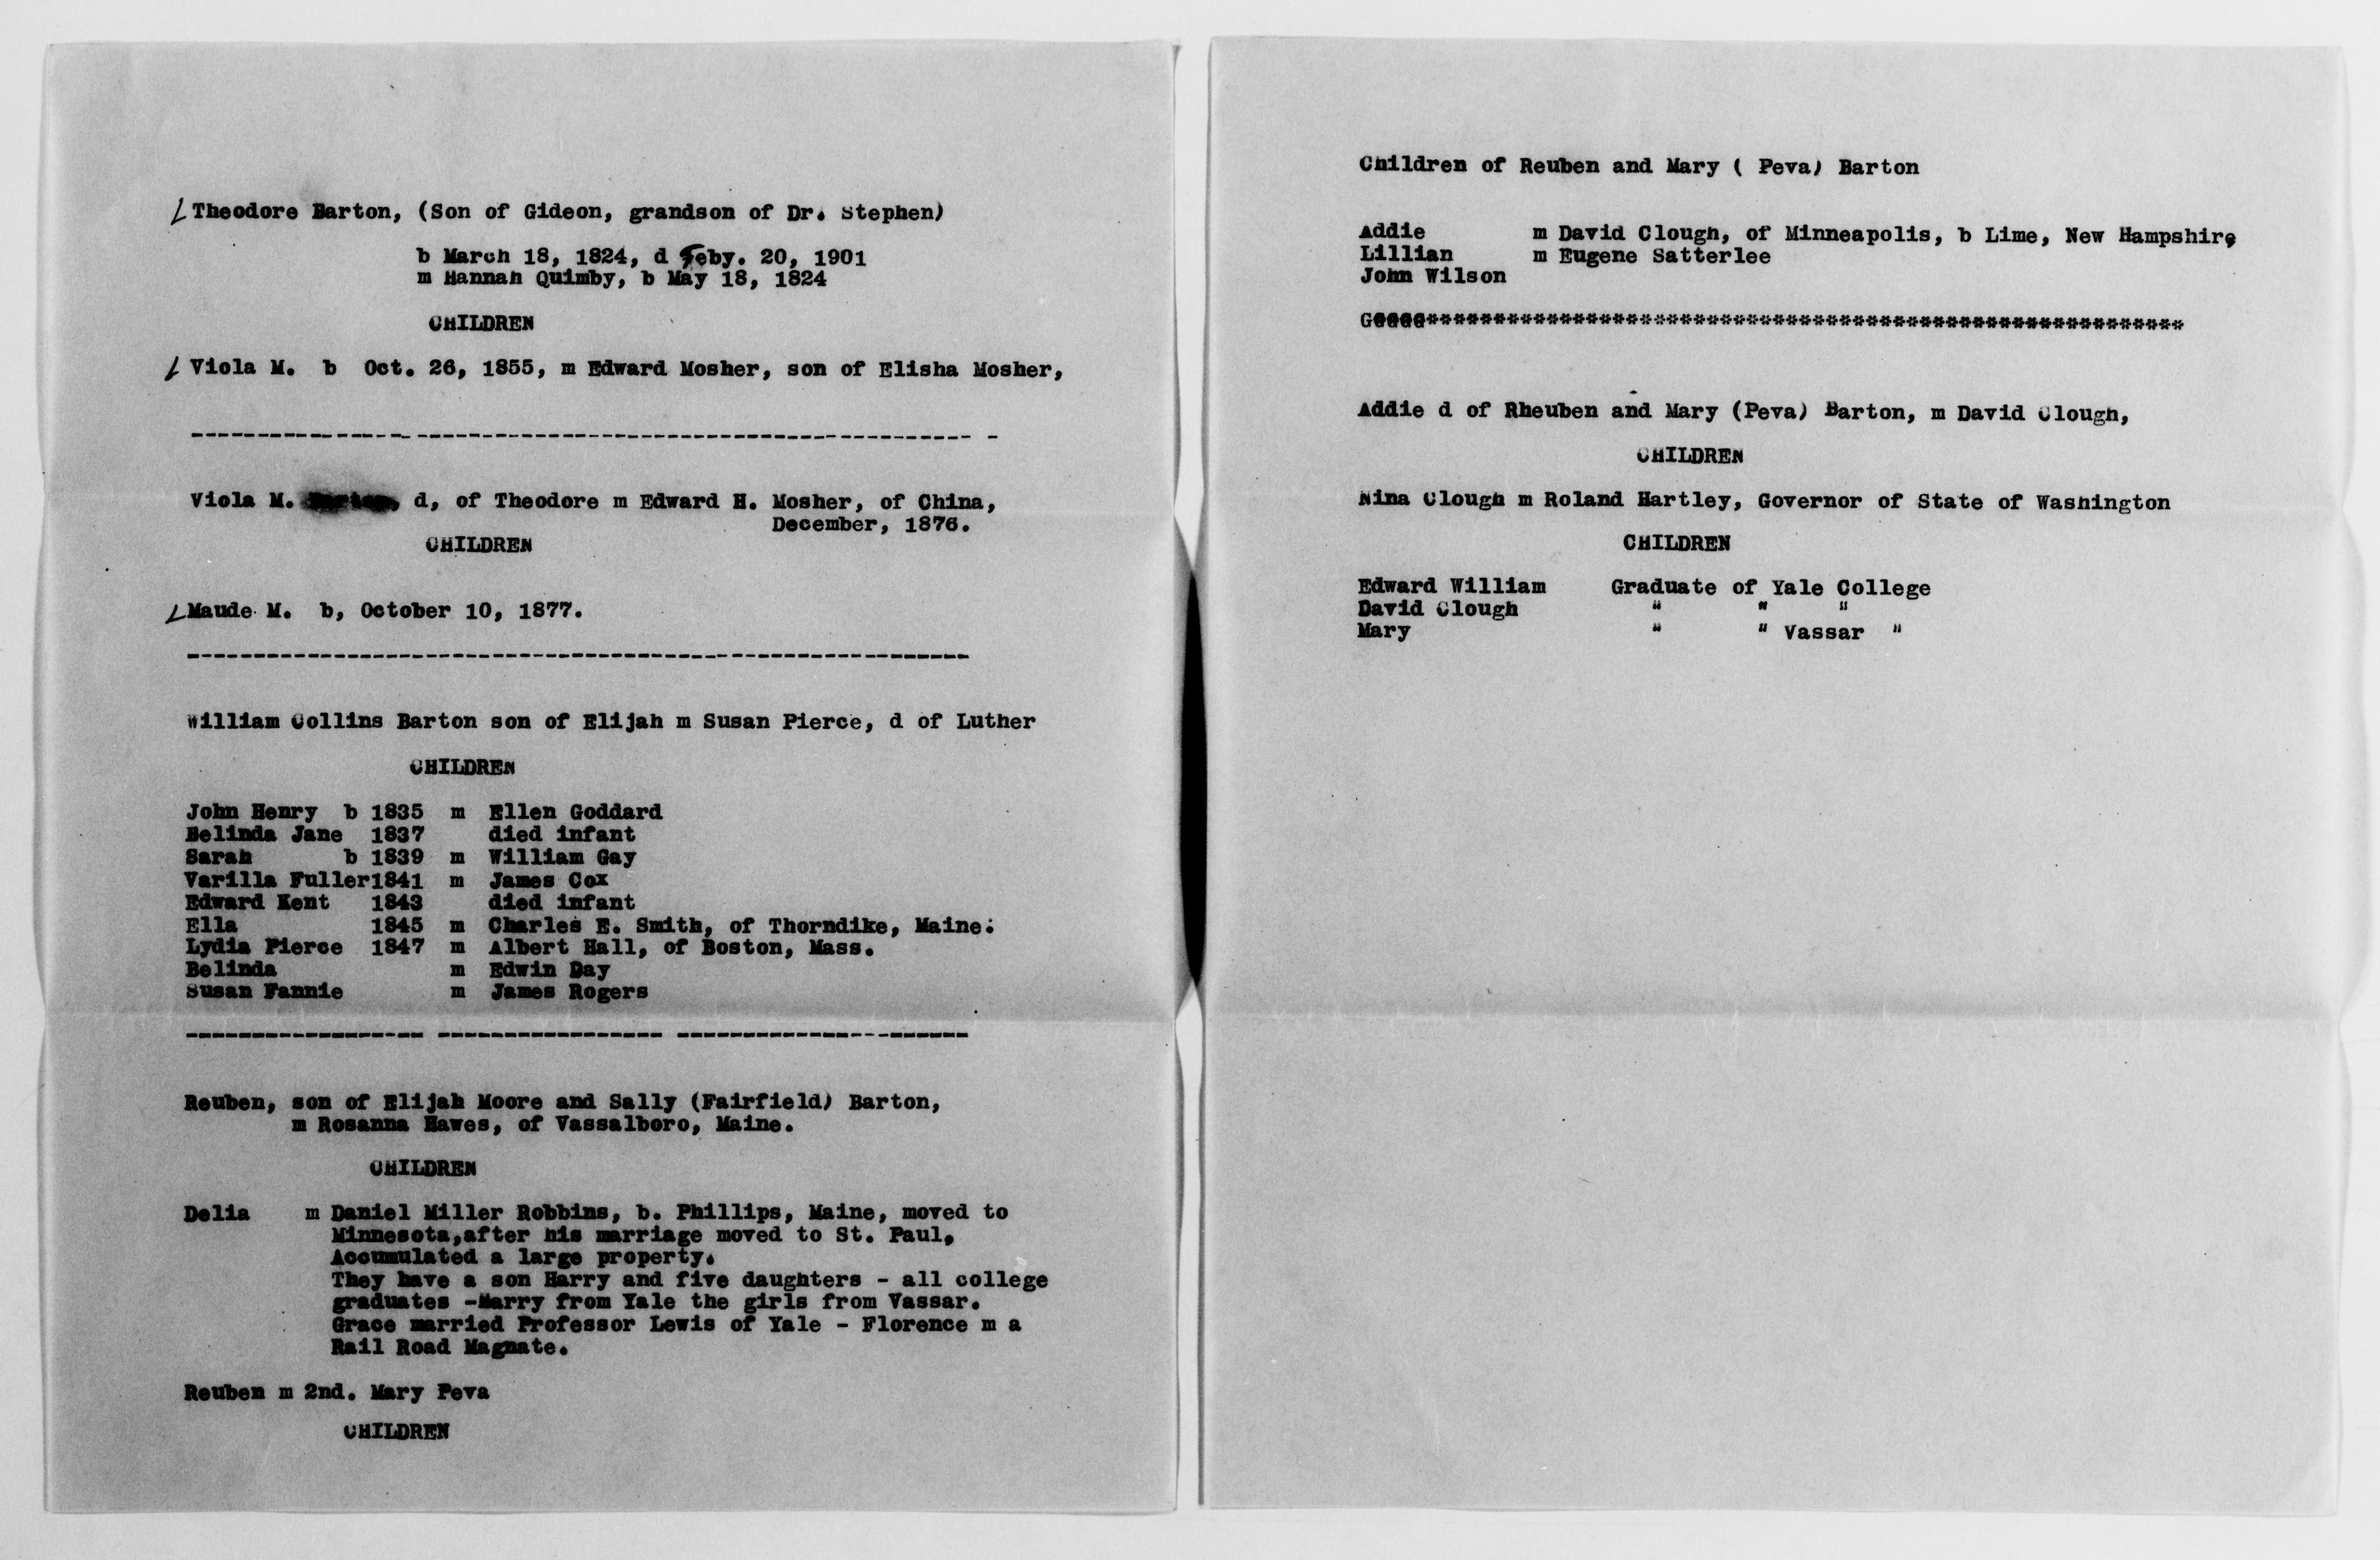 Theodore Barton, (Son of Gideon, grandson of Dr. Stephen)
b March 18, 1824, d Feby. 20, 1901
m Hannah Quimby, b May 18, 1824
CHILDREN
Viola M. b Oct. 26, 1855, m Edward Mosher, son of Elisha Mosher,
Viola M. d, of Theodore m Edward H. Mosher, of China,
December, 1876.
CHILDREN
Maude M. b, October 10, 1877.
William Collins Barton son of Elijah m Susan Pierce, d of Luther
CHILDREN
John Henry b 1835 m Ellen Goddard
Belinda Jane 1837 died infant
Sarah b 1839 m William Gay
Varilla Fuller1841 m James Cox
Edward Kent 1843 died infant
Ella 1845 m Charles E. Smith, of Thorndike, Maine.
Lydia Pierce 1847 m Albert Hall, of Boston, Mass.
Belinda m Edwin Day
Susan Fannie m James Rogers
Reuben, son of Elijah Moore and Sally (Fairfield) Barton,
m Rosanna Hawes, of Vassalboro, Maine.
CHILDREN
Delia m Daniel Miller Robbins, b. Phillips, Maine, moved to
Minnesota,after his marriage moved to St. Paul,
Accumulated a large property.
They have a son Harry and five daughters - all college
graduates -Harry from Yale the girls from Vassar.
Grace married Professor Lewis of Yale - Florence m a
Rail Road Magnate.
Reuben m 2nd. Mary Peva
CHILDREN
Children of Reuben and Mary ( Peva) Barton
Addie m David Clough, of Minneapolis, b Lime, New Hampshire
Lillian m Eugene Satterlee
John Wilson
Addie d of Rheuben and Mary (Peva) Barton, m David Clough,
CHILDREN
Nina Clough m Roland Hartley, Governor of State of Washington
CHILDREN
Edward William Graduate of Yale College
David Clough " " "
Mary " " Vassar "